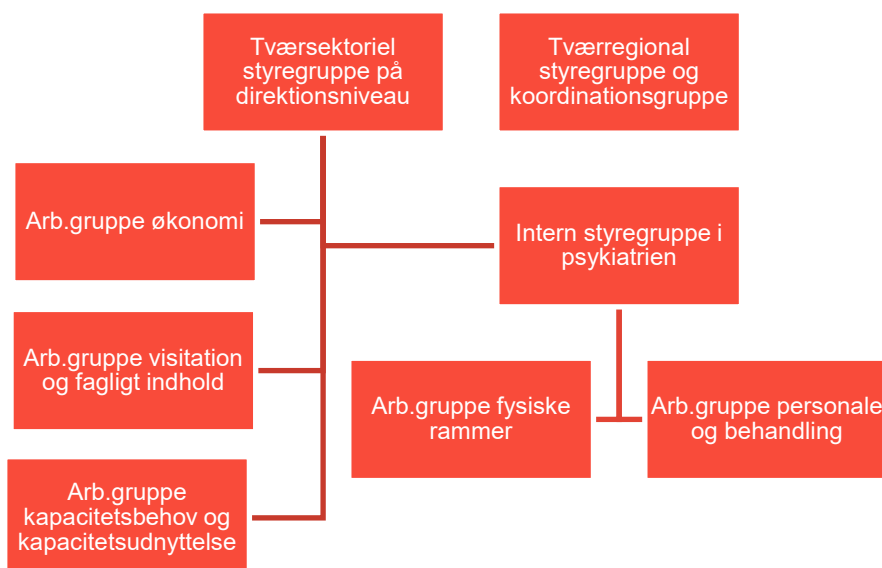 Tværsektoriel
styregruppe på
direktionsniveau
Tværregional
styregruppe og
koordinationsgruppe
Arb.gruppe økonomi
Intern styregruppe i
psykiatrien
Arb.gruppe visitation
og fagligt indhold
Arb.gruppe fysiske
rammer
Arb.gruppe personale
og behandling
Arb.gruppe
kapacitetsbehov og
kapacitetsudnyttelse